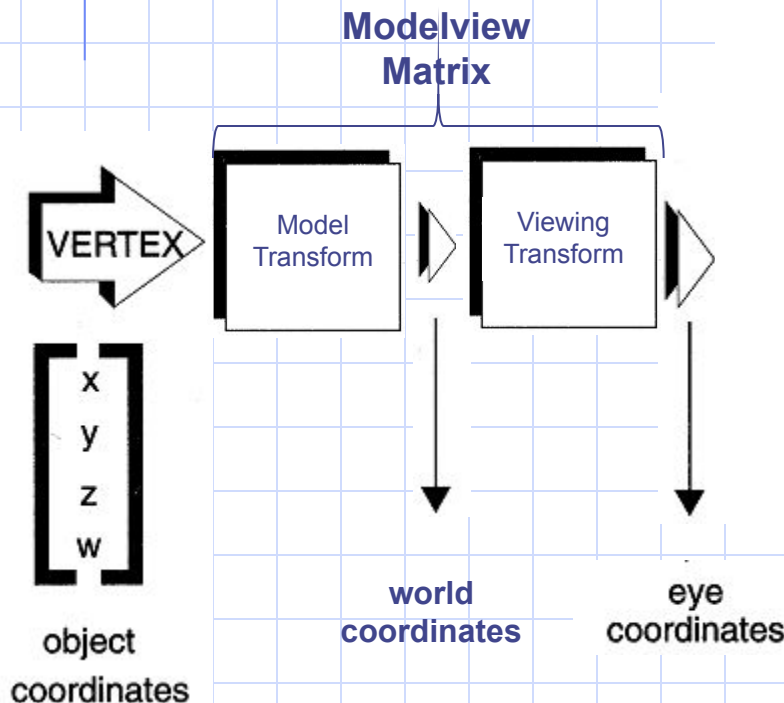 Modelview
Matrix
VERTEX
Model
Transform
Viewing
Transform
x
y
z
w
object
coordinates
world
coordinates
eye
coordinates